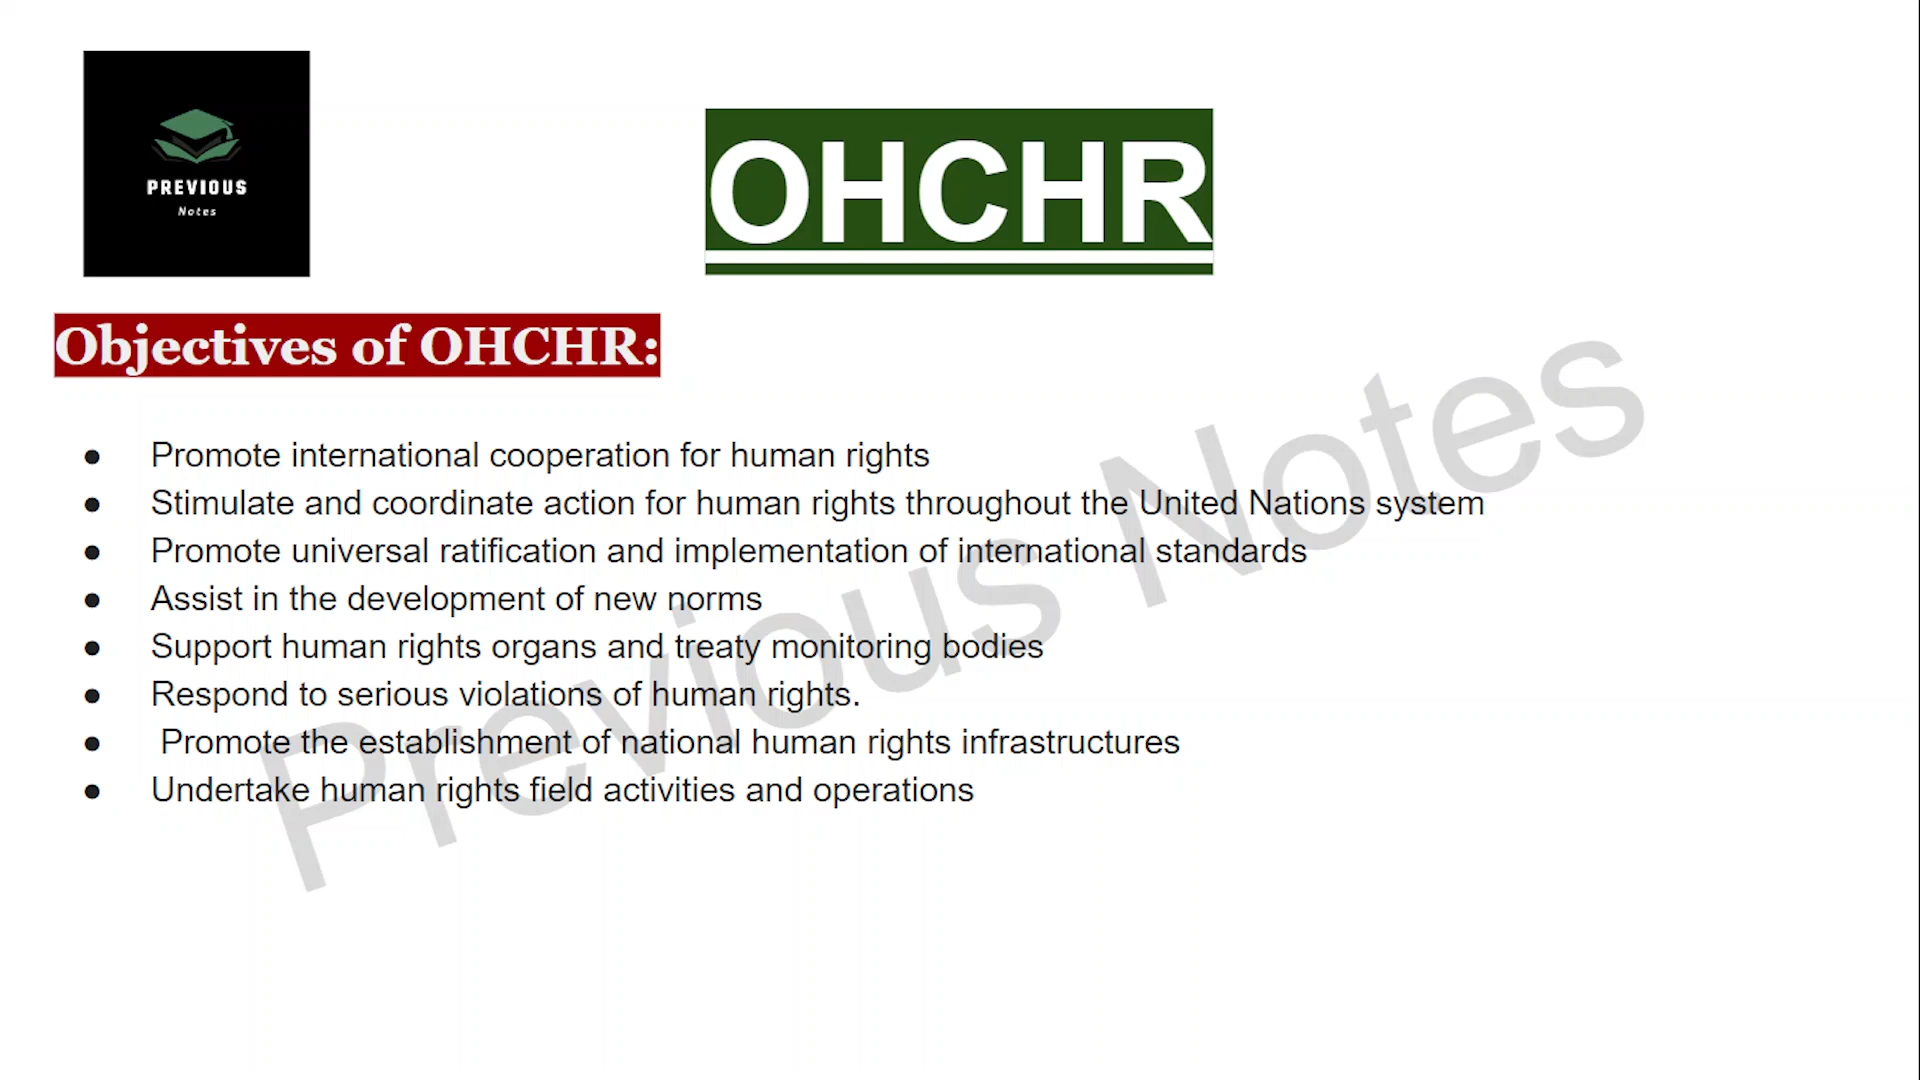 PREVIOUS
Notes
OHCHR
Objectives of OHCHR:
● Promote international cooperation for human rights
● Stimulate and coordinate action for human rights throughout the United Nations system
● Promote universal ratification and implementation of international standards
● Assist in the development of new norms
● Support human rights organs and treaty monitoring bodies
● Respond to serious violations of human rights.
● Promote the establishment of national human rights infrastructures
● Undertake human rights field activities and operations
Previous Notes